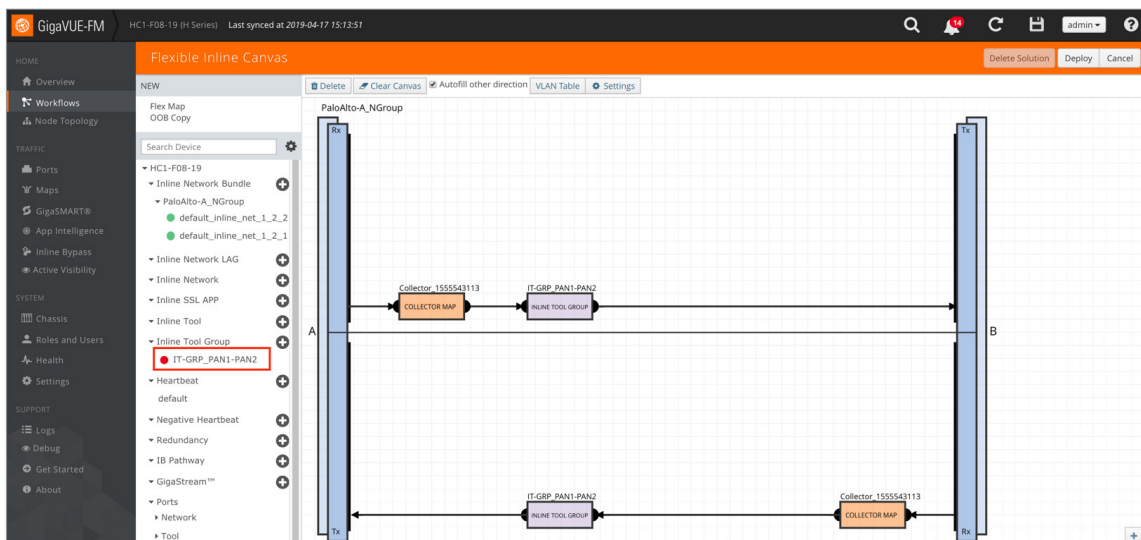 GigaVUE-FM
HC1-F08-19 (H Series) Last synced at 2019-04-17 15:13:51
14
admin
Flexible Inline Canvas
Delete Solution
Deploy
Cancel
HOME
Overview
Workflows
Node Topology
TRAFFIC
Ports
Maps
GigaSMART®
App Intelligence
Inline Bypass
Active Visibility
SYSTEM
Chassis
Roles and Users
Health
Settings
SUPPORT
Logs
Debug
Get Started
About
NEW
Flex Map
OOB Copy
Search Device
HC1-F08-19
Inline Network Bundle
PaloAlto-A_NGroup
default_inline_net_1_2_2
default_inline_net_1_2_1
Inline Network LAG
Inline Network
Inline SSL APP
Inline Tool
Inline Tool Group
IT-GRP_PAN1-PAN2
Heartbeat
default
Negative Heartbeat
Redundancy
IB Pathway
GigaStream™
Ports
Network
Tool
Delete
Clear Canvas
Autofill other direction
VLAN Table
Settings
PaloAlto-A_NGroup
Rx
Tx
Collector_1555543113
IT-GRP_PAN1-PAN2
COLLECTOR MAP
INLINE TOOL GROUP
A
B
IT-GRP_PAN1-PAN2
Collector_1555543113
INLINE TOOL GROUP
COLLECTOR MAP
Tx
Rx